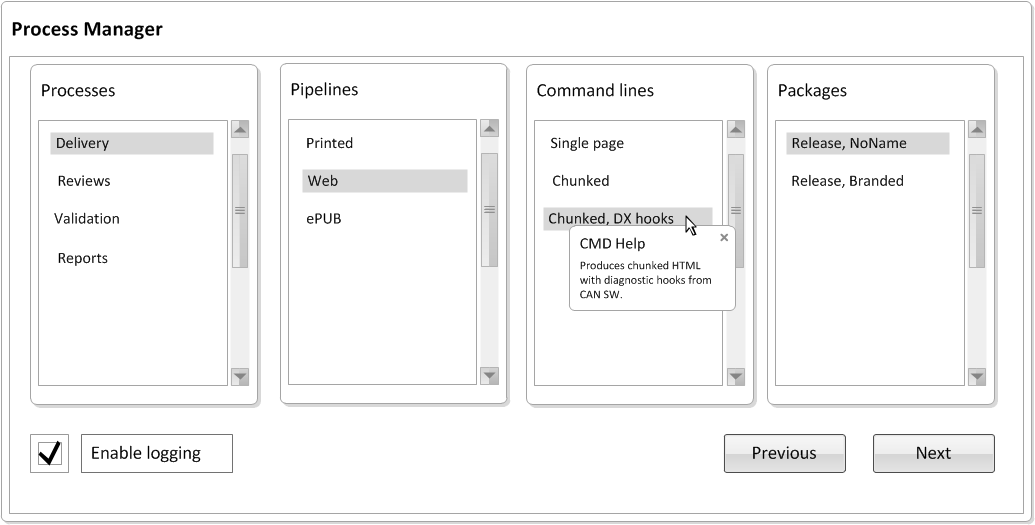 Process Manager
Processes
Delivery
Reviews
Validation
Reports
Pipelines
Printed
Web
ePUB
Command lines
Single page
Chunked
Chunked, DX hooks
CMD Help
Produces chunked HTML
with diagnostic hooks from
CAN SW.
Packages
Release, NoName
Release, Branded
Enable logging
Previous
Next